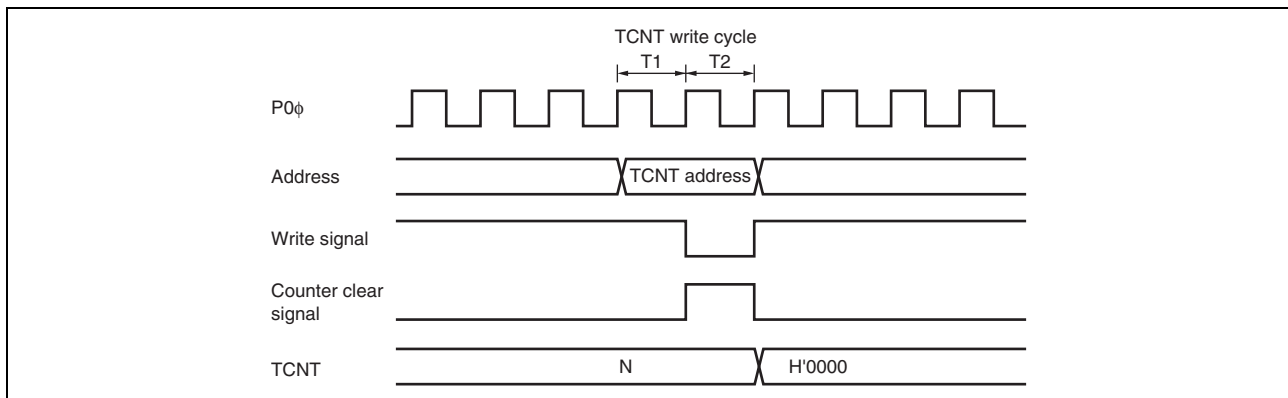 TCNT write cycle
T1 T2
P0ϕ
Address
TCNT address
Write signal
Counter clear
signal
TCNT
N
H'0000